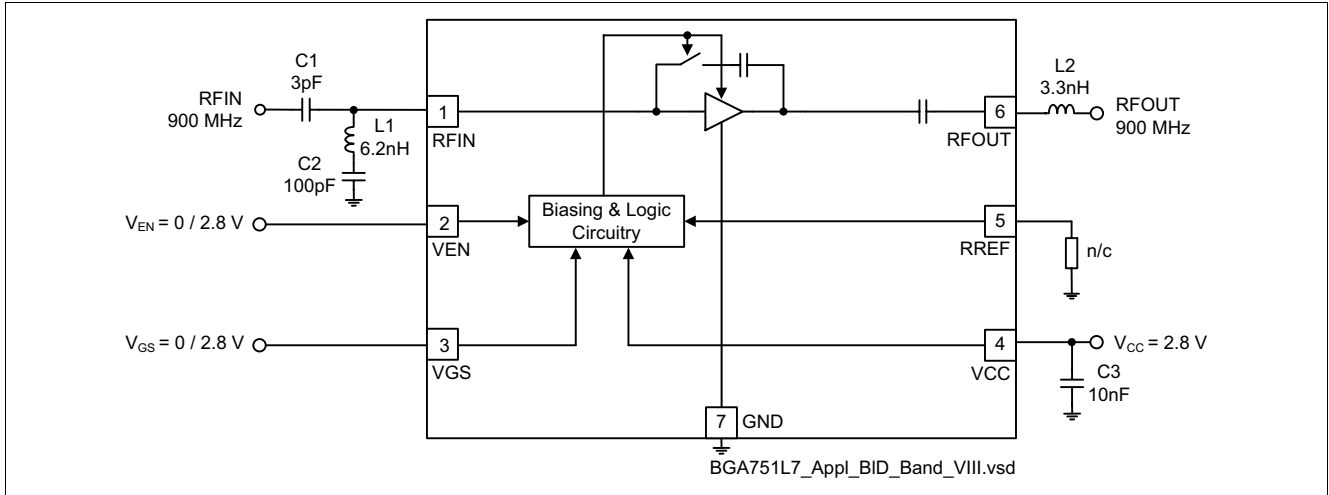 C1
3pF
RFIN
900 MHz
L1
6.2nH
C2
100pF
1
RFIN
6
RFOUT
L2
3.3nH
RFOUT
900 MHz
V_EN = 0 / 2.8 V
2
VEN
Biasing & Logic
Circuitry
5
RREF
n/c
V_GS = 0 / 2.8 V
3
VGS
4
VCC
V_CC = 2.8 V
C3
10nF
7
GND
BGA751L7_Appl_BID_Band_VIII.vsd